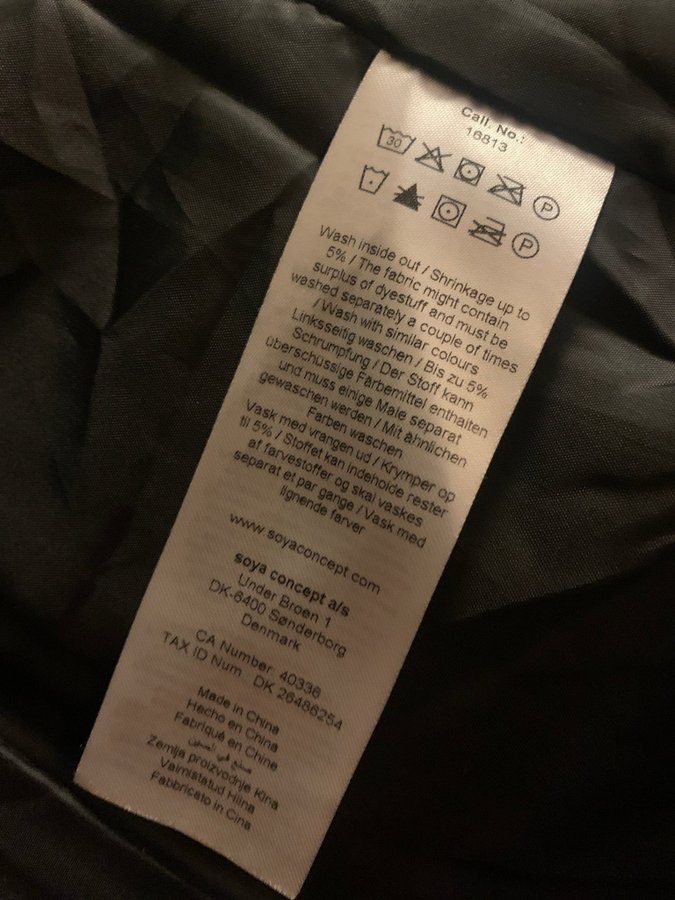 Call. No.:
16813
30
P
P
Wash inside out / Shrinkage up to
5% / The fabric might contain
surplus of dyestuff and must be
washed separately a couple of times
/ Wash with similar colours
Linksseitig waschen / Bis zu 5%
Schrumpfung / Der Stoff kann
überschüssige Färbemittel enthalten
und muss einige Male separat
gewaschen werden / Mit ähnlichen
Farben waschen
Vask med vrangen ud / Krymper op
til 5% / Stoffet kan indeholde rester
af farvestoffer og skal vaskes
separat et par gange / Vask med
lignende farver
www.soyaconcept.com
soya concept a/s
Under Broen 1
DK-6400 Sønderborg
Denmark
CA Number. 40336
TAX ID Num. DK 26486254
Made in China
Hecho en China
Fabriqué en Chine
صنع في الصين
Zemlja proizvodnje Kina
Valmistatud Hiina
Fabbricato in Cina